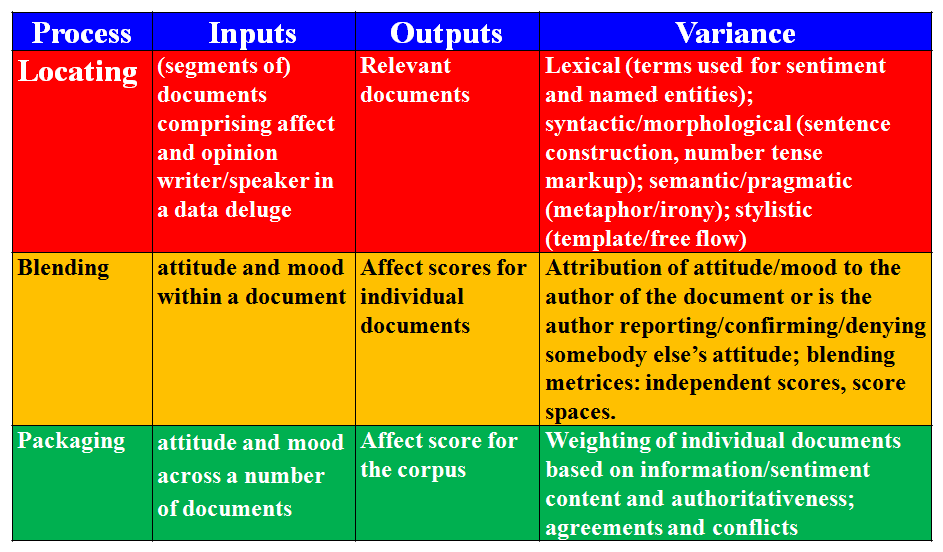 Process Inputs Outputs Variance
Locating
(segments of)
documents
comprising affect
and opinion
writer/speaker in
a data deluge
Relevant
documents
Lexical (terms used for sentiment
and named entities);
syntactic/morphological (sentence
construction, number tense
markup); semantic/pragmatic
(metaphor/irony); stylistic
(template/free flow)
Blending
attitude and mood
within a document
Affect scores for
individual
documents
Attribution of attitude/mood to the
author of the document or is the
author reporting/confirming/denying
somebody else’s attitude; blending
metrices: independent scores, score
spaces.
Packaging
attitude and mood
across a number
of documents
Affect score for
the corpus
Weighting of individual documents
based on information/sentiment
content and authoritativeness;
agreements and conflicts